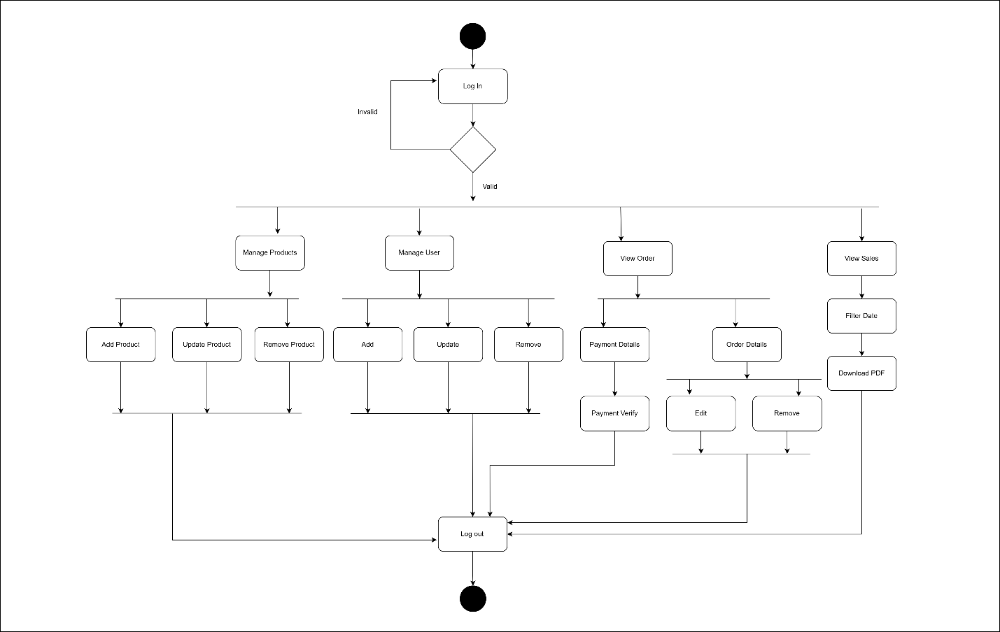 Log In
Invalid
Valid
Manage Products
Manage User
View Order
View Sales
Filter Date
Add Product
Update Product
Remove Product
Add
Update
Remove
Payment Details
Order Details
Download PDF
Payment Verify
Edit
Remove
Log out